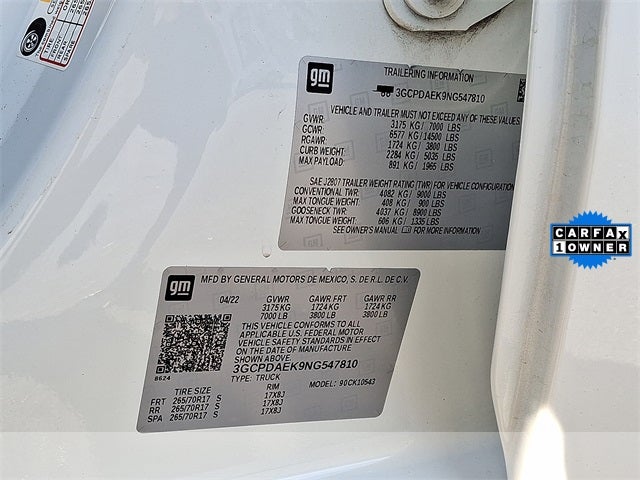 gm
TRAILERING INFORMATION
3GCPDAEK9NG547810
VEHICLE AND TRAILER MUST NOT EXCEED ANY OF THESE VALUES
GVWR: 3175 KG/ 7000 LBS
GCWR: 6577 KG/ 14500 LBS
RGAWR: 1724 KG/ 3800 LBS
CURB WEIGHT: 2284 KG/ 5035 LBS
MAX PAYLOAD: 891 KG/ 1965 LBS
SAE J2807 TRAILER WEIGHT RATING (TWR) FOR VEHICLE CONFIGURATION
CONVENTIONAL TWR: 4082 KG/ 9000 LBS
MAX TONGUE WEIGHT: 408 KG/ 900 LBS
GOOSENECK TWR: 4037 KG/ 8900 LBS
MAX TONGUE WEIGHT: 606 KG/ 1335 LBS
SEE OWNER'S MANUAL FOR MORE INFORMATION
CARFAX
1 OWNER
gm
MFD BY GENERAL MOTORS DE MEXICO, S. DE R.L. DE C.V.
04/22 GVWR GAWR FRT GAWR RR
3175 KG 1724 KG 1724 KG
7000 LB 3800 LB 3800 LB
THIS VEHICLE CONFORMS TO ALL
APPLICABLE U.S. FEDERAL MOTOR
VEHICLE SAFETY STANDARDS IN EFFECT
ON THE DATE OF MANUFACTURE
SHOWN ABOVE.
3GCPDAEK9NG547810
8624
TYPE: TRUCK MODEL: 90CK10543
TIRE SIZE RIM
FRT 265/70R17 S 17X8J
RR 265/70R17 S 17X8J
SPA 265/70R17 S 17X8J